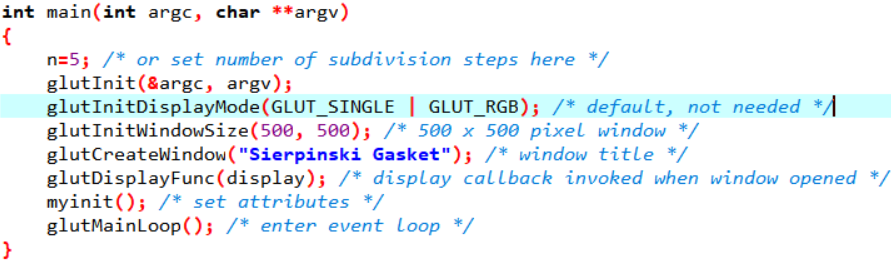 int main(int argc, char **argv)
{
n=5; /* or set number of subdivision steps here */
glutInit(&argc, argv);
glutInitDisplayMode(GLUT_SINGLE | GLUT_RGB); /* default, not needed */
glutInitWindowSize(500, 500); /* 500 x 500 pixel window */
glutCreateWindow("Sierpinski Gasket"); /* window title */
glutDisplayFunc(display); /* display callback invoked when window opened */
myinit(); /* set attributes */
glutMainLoop(); /* enter event loop */
}